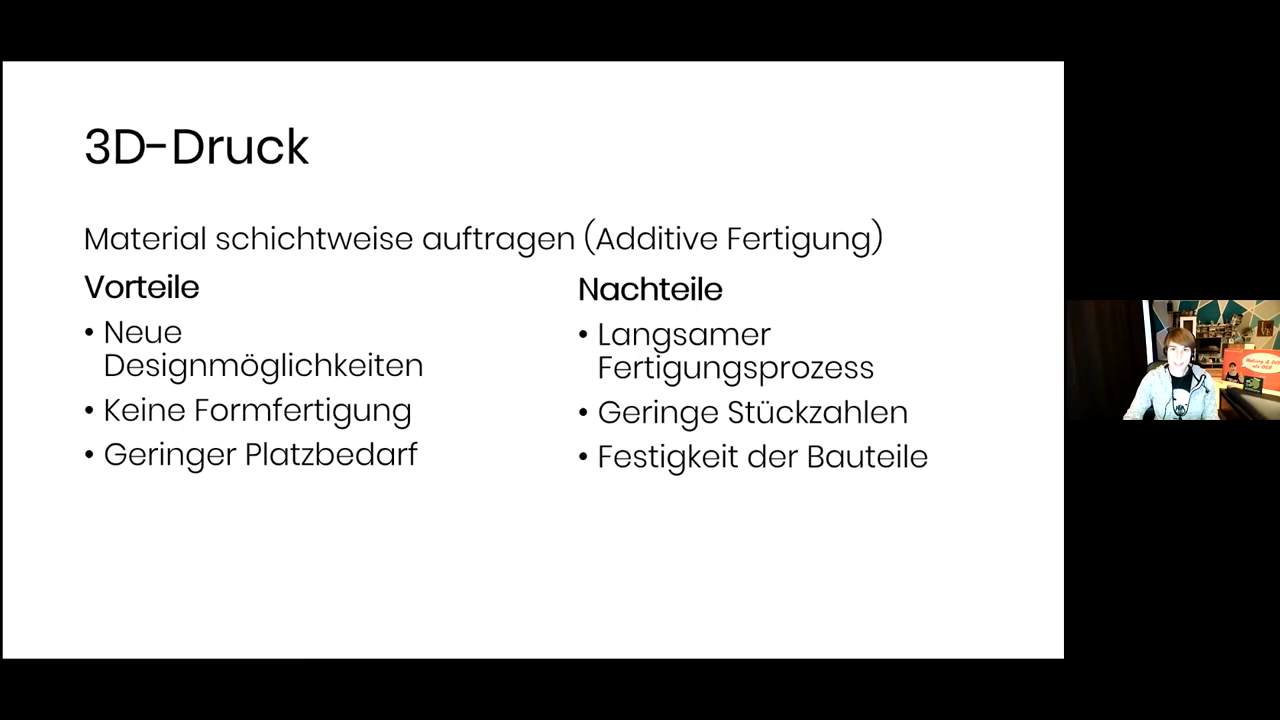 3D-Druck
Material schichtweise auftragen (Additive Fertigung)
Vorteile
• Neue
Designmöglichkeiten
• Keine Formfertigung
• Geringer Platzbedarf
Nachteile
• Langsamer
Fertigungsprozess
• Geringe Stückzahlen
• Festigkeit der Bauteile